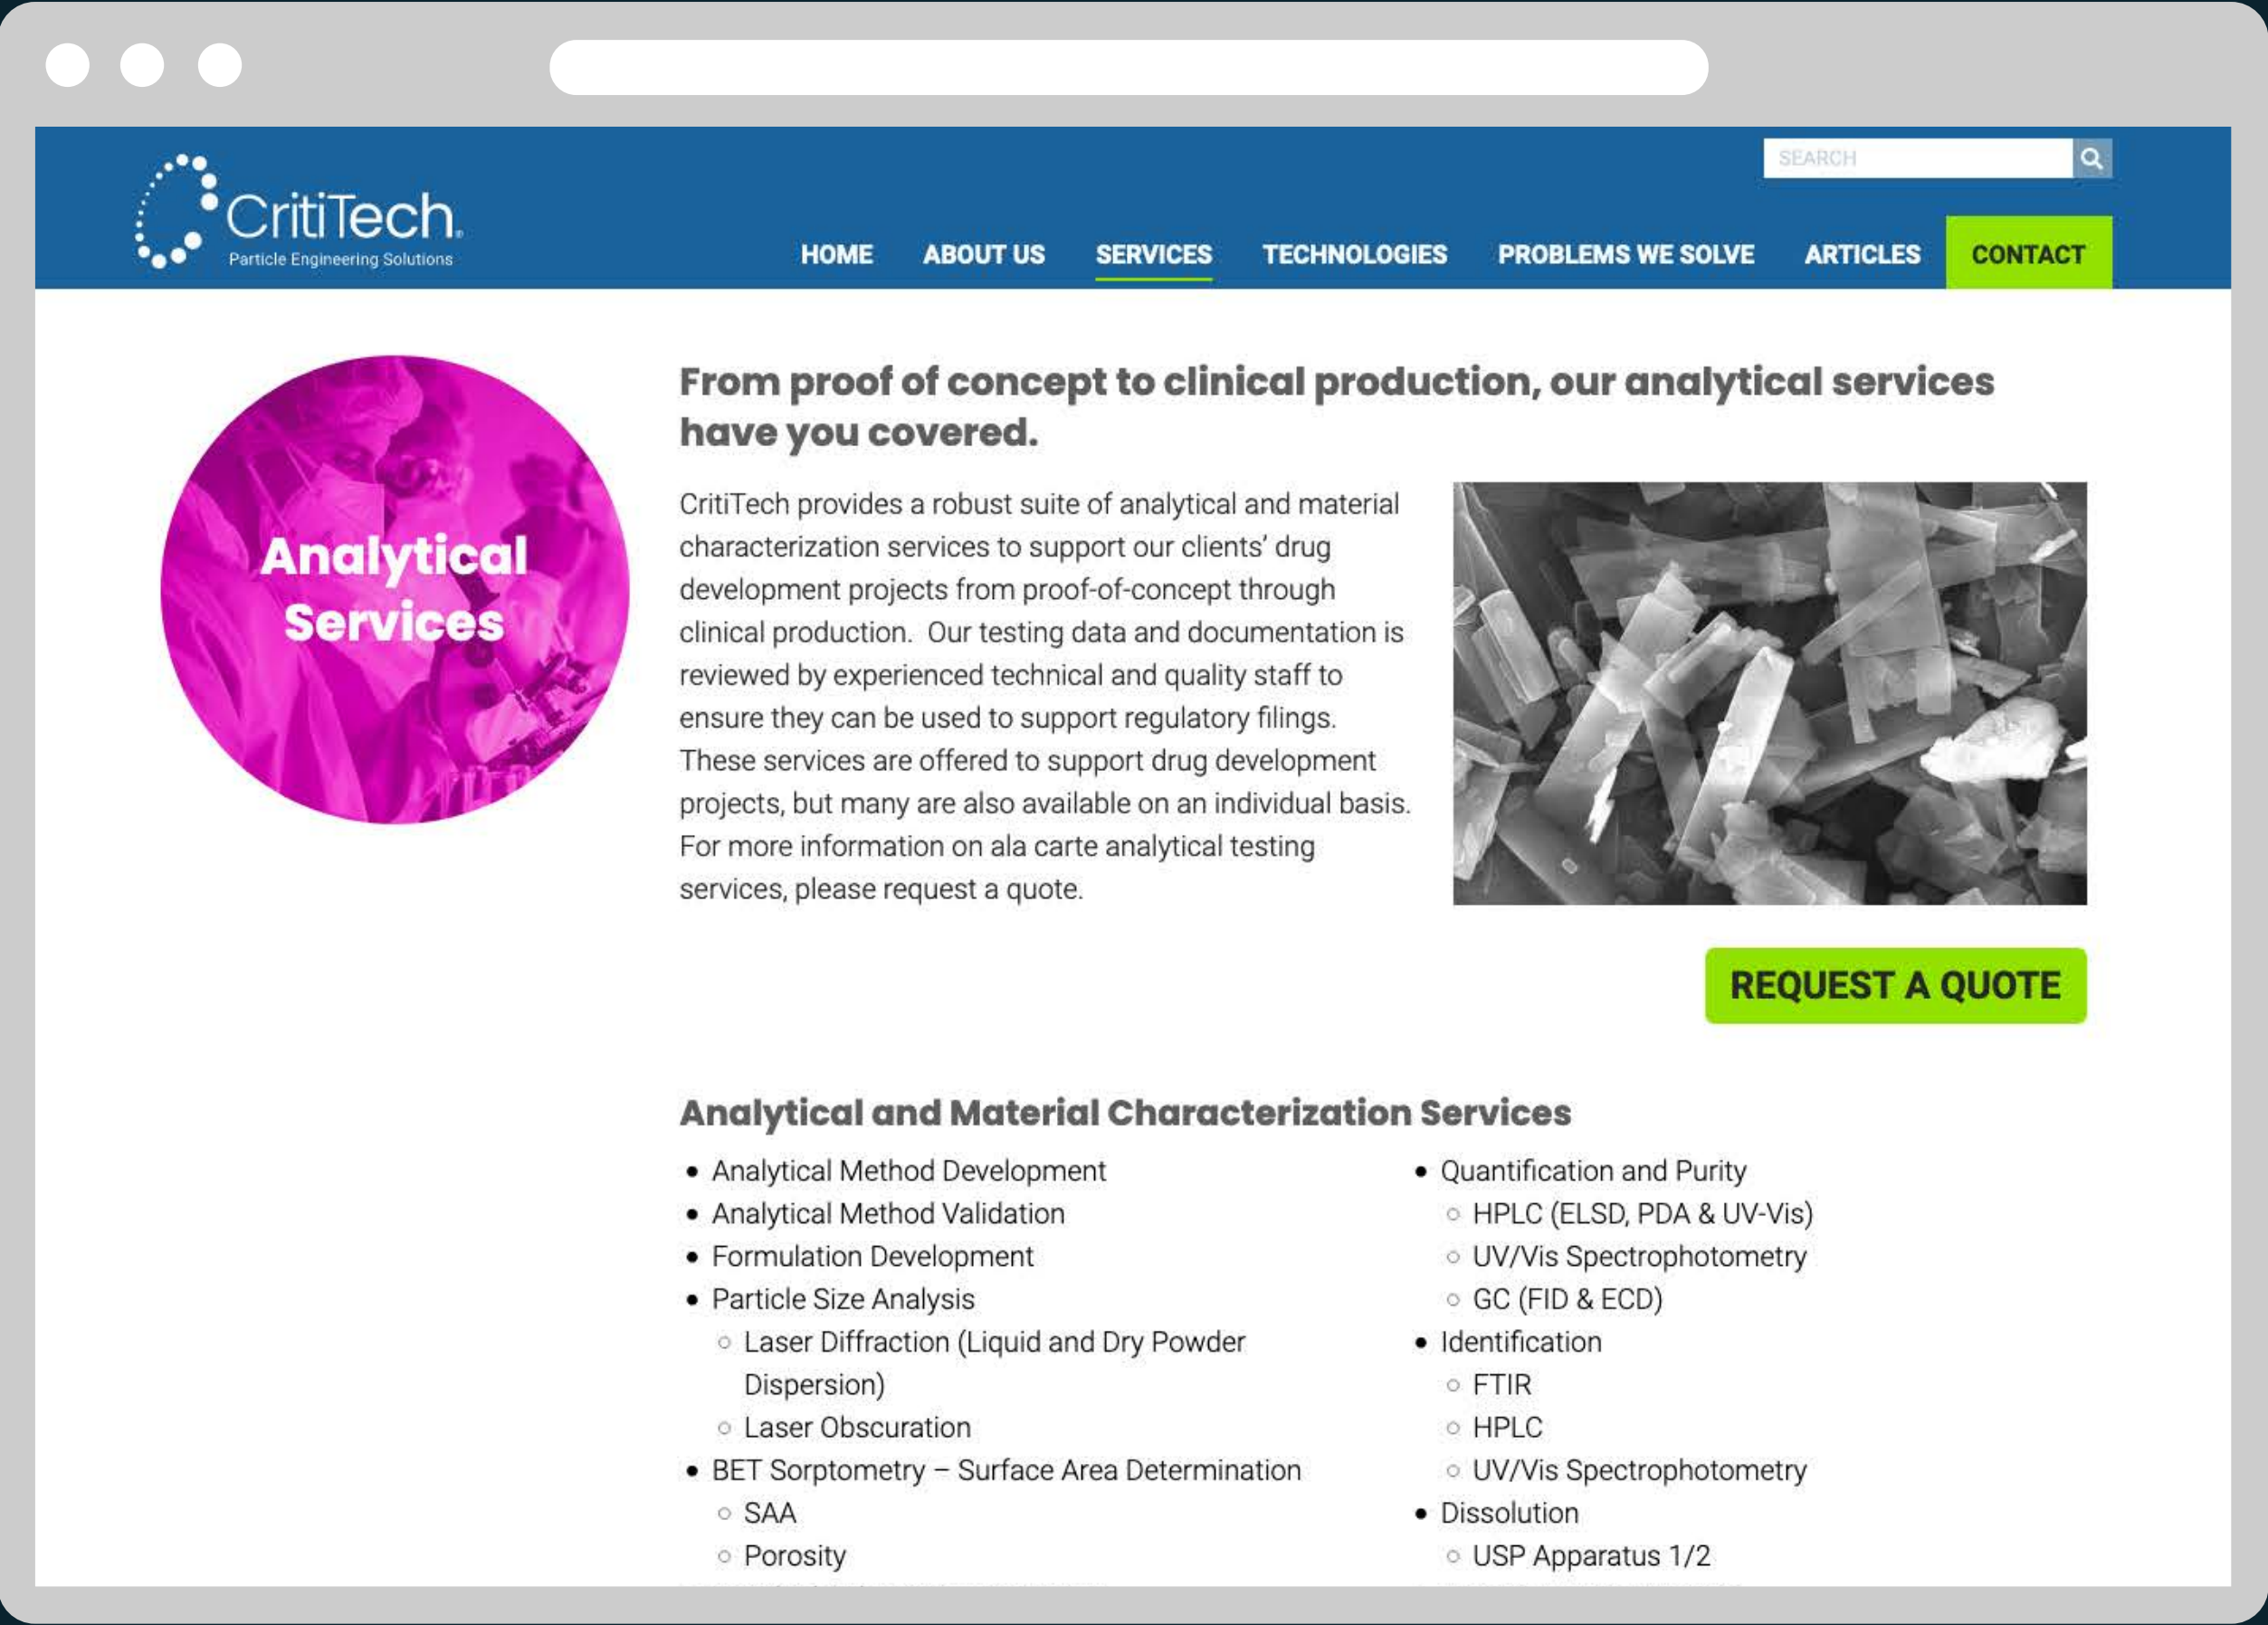 SEARCH
CritiTech®
Particle Engineering Solutions
HOME ABOUT US SERVICES TECHNOLOGIES PROBLEMS WE SOLVE ARTICLES CONTACT
Analytical
Services
From proof of concept to clinical production, our analytical services
have you covered.
CritiTech provides a robust suite of analytical and material
characterization services to support our clients’ drug
development projects from proof-of-concept through
clinical production. Our testing data and documentation is
reviewed by experienced technical and quality staff to
ensure they can be used to support regulatory filings.
These services are offered to support drug development
projects, but many are also available on an individual basis.
For more information on ala carte analytical testing
services, please request a quote.
REQUEST A QUOTE
Analytical and Material Characterization Services
• Analytical Method Development
• Analytical Method Validation
• Formulation Development
• Particle Size Analysis
○ Laser Diffraction (Liquid and Dry Powder
Dispersion)
○ Laser Obscuration
• BET Sorptometry – Surface Area Determination
○ SAA
○ Porosity
• Quantification and Purity
○ HPLC (ELSD, PDA & UV-Vis)
○ UV/Vis Spectrophotometry
○ GC (FID & ECD)
• Identification
○ FTIR
○ HPLC
○ UV/Vis Spectrophotometry
• Dissolution
○ USP Apparatus 1/2